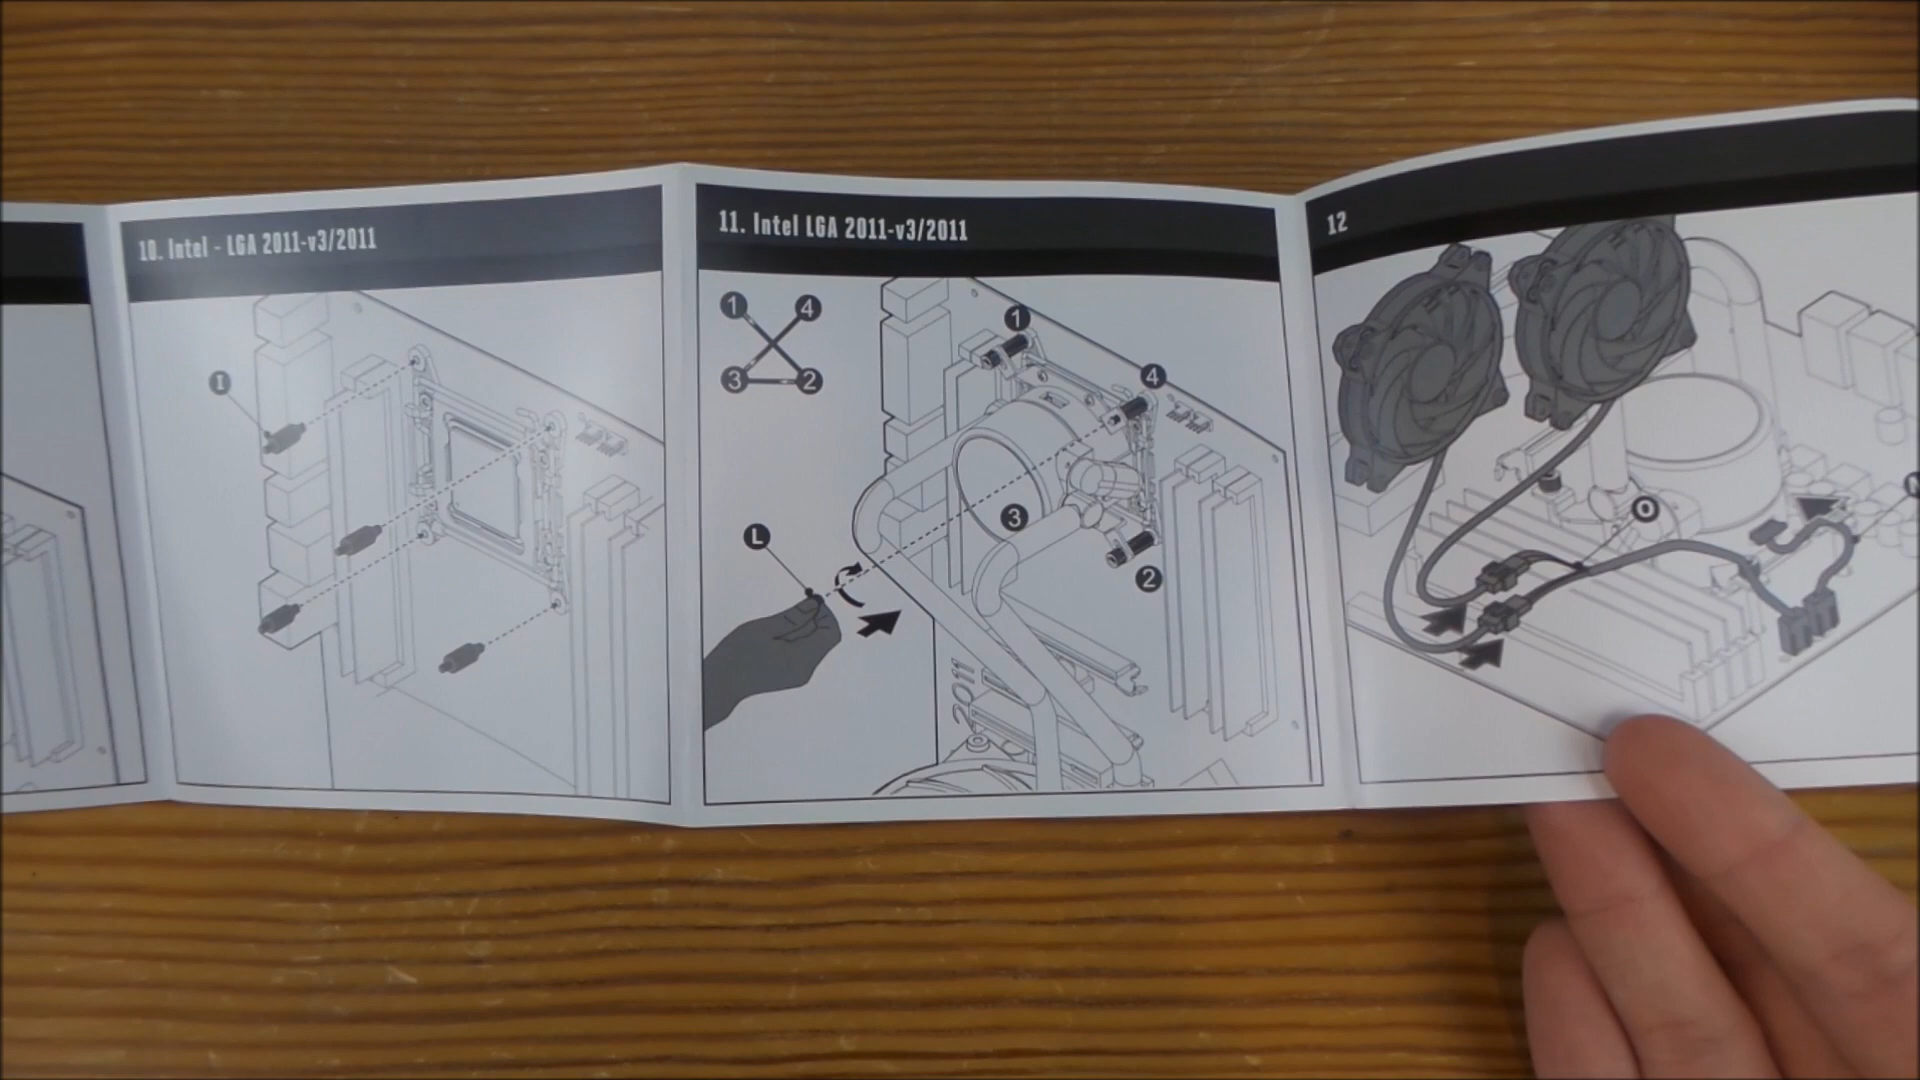 10. Intel - LGA 2011-v3/2011
I
11. Intel LGA 2011-v3/2011
1
4
3
2
1
4
3
2
L
2011
12
O